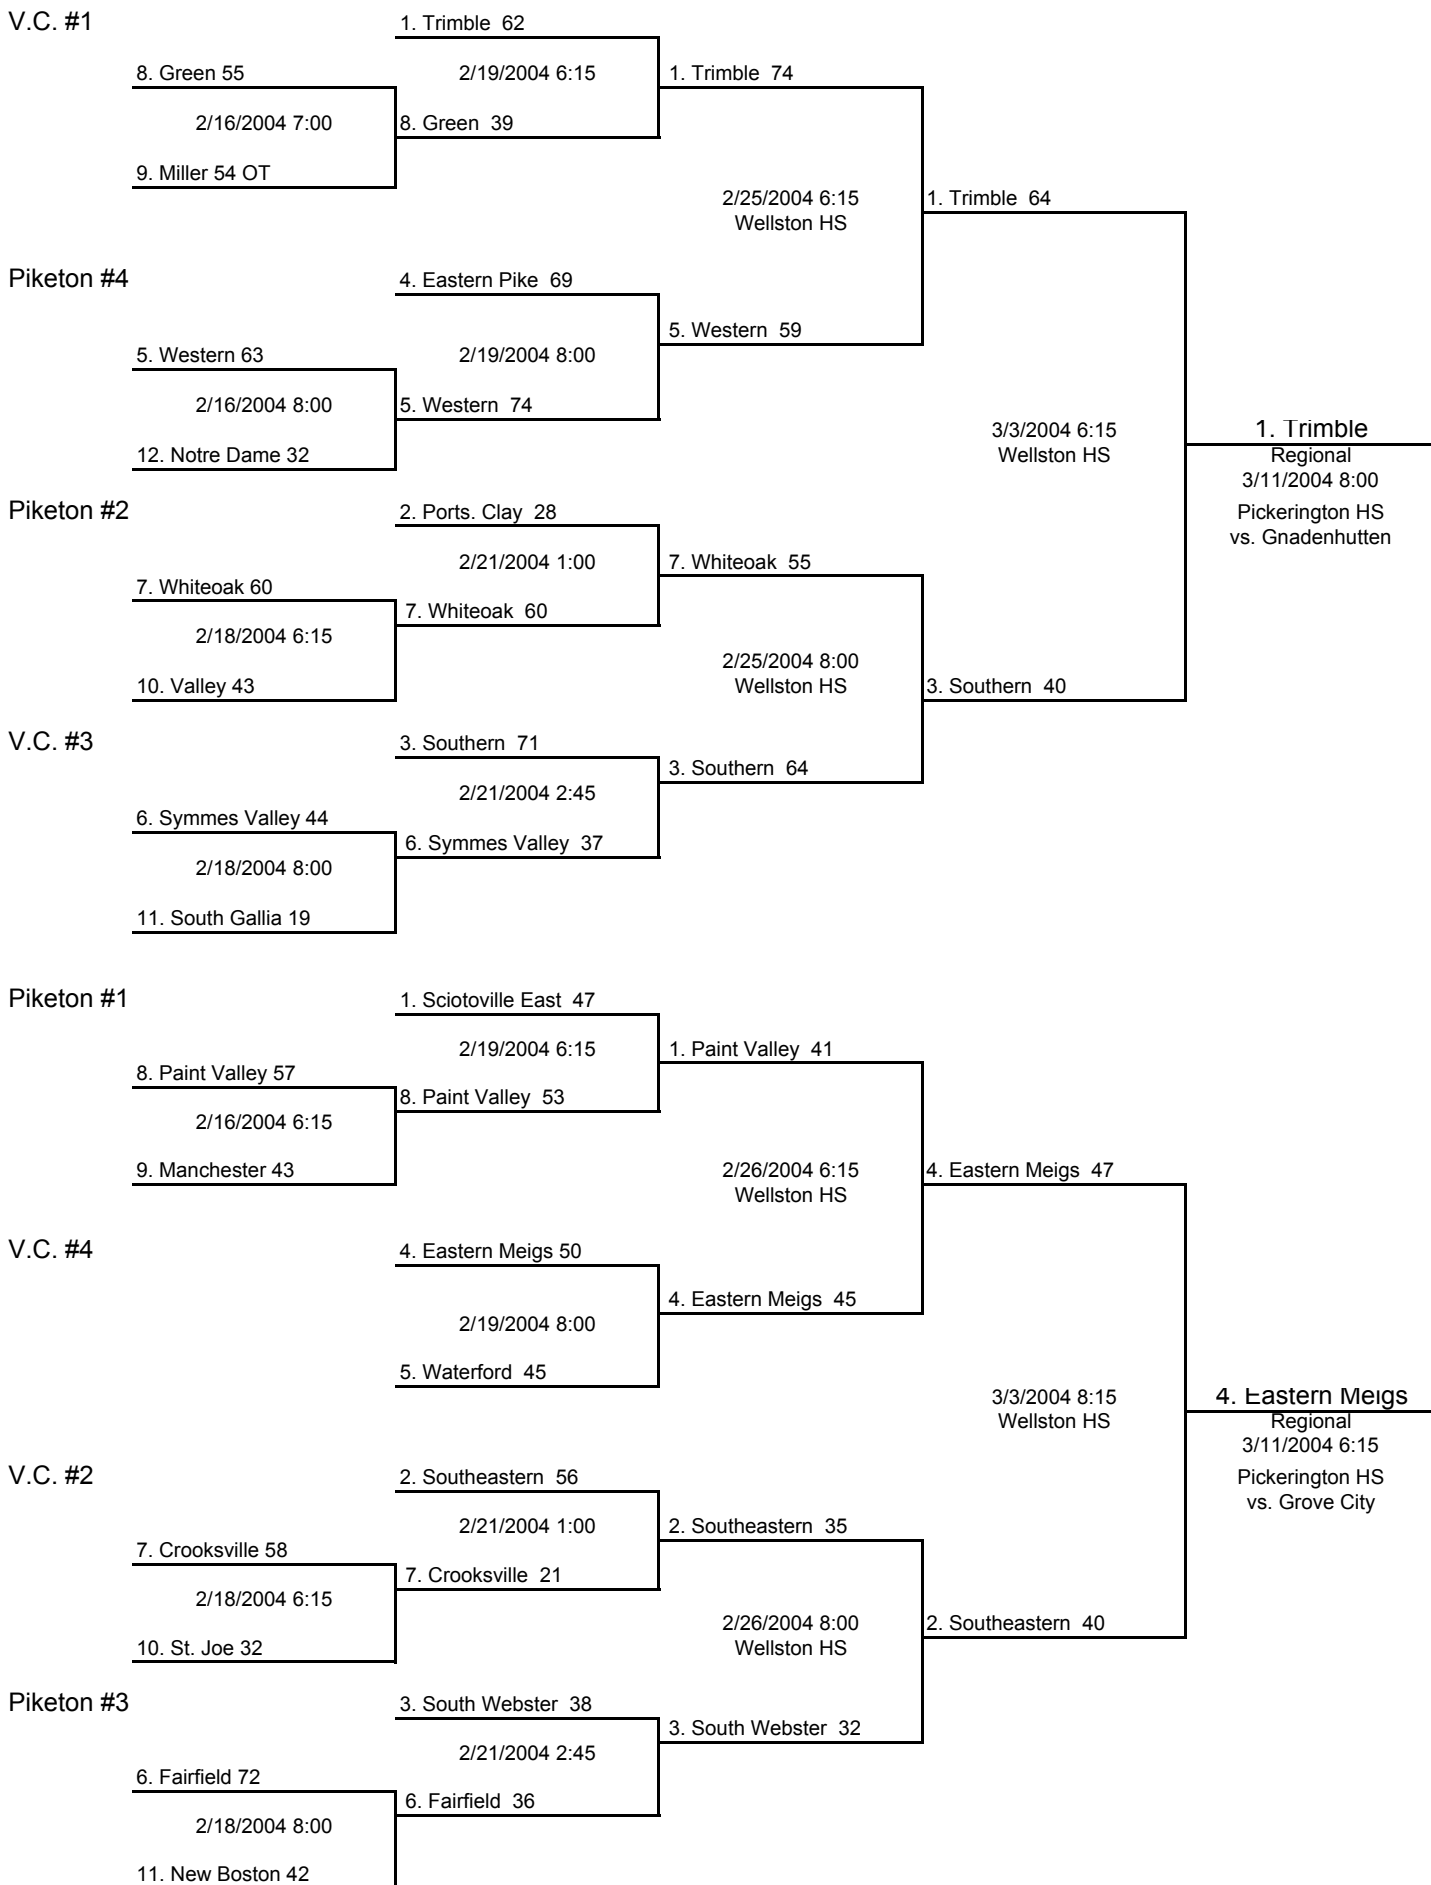 V.C. #1
1. Trimble 62
8. Green 55
2/19/2004 6:15
1. Trimble 74
2/16/2004 7:00
8. Green 39
9. Miller 54 OT
2/25/2004 6:15
Wellston HS
1. Trimble 64
Piketon #4
4. Eastern Pike 69
5. Western 59
5. Western 63
2/19/2004 8:00
2/16/2004 8:00
5. Western 74
12. Notre Dame 32
3/3/2004 6:15
Wellston HS
1. Trimble
Regional
3/11/2004 8:00
Pickerington HS
vs. Gnadenhutten
Piketon #2
2. Ports. Clay 28
2/21/2004 1:00
7. Whiteoak 55
7. Whiteoak 60
7. Whiteoak 60
2/18/2004 6:15
10. Valley 43
2/25/2004 8:00
Wellston HS
3. Southern 40
V.C. #3
3. Southern 71
3. Southern 64
2/21/2004 2:45
6. Symmes Valley 44
6. Symmes Valley 37
2/18/2004 8:00
11. South Gallia 19
Piketon #1
1. Sciotoville East 47
2/19/2004 6:15
1. Paint Valley 41
8. Paint Valley 57
8. Paint Valley 53
2/16/2004 6:15
9. Manchester 43
2/26/2004 6:15
Wellston HS
4. Eastern Meigs 47
V.C. #4
4. Eastern Meigs 50
4. Eastern Meigs 45
2/19/2004 8:00
5. Waterford 45
3/3/2004 8:15
Wellston HS
4. Eastern Meigs
Regional
3/11/2004 6:15
Pickerington HS
vs. Grove City
V.C. #2
2. Southeastern 56
2/21/2004 1:00
2. Southeastern 35
7. Crooksville 58
7. Crooksville 21
2/18/2004 6:15
10. St. Joe 32
2/26/2004 8:00
Wellston HS
2. Southeastern 40
Piketon #3
3. South Webster 38
3. South Webster 32
2/21/2004 2:45
6. Fairfield 72
6. Fairfield 36
2/18/2004 8:00
11. New Boston 42